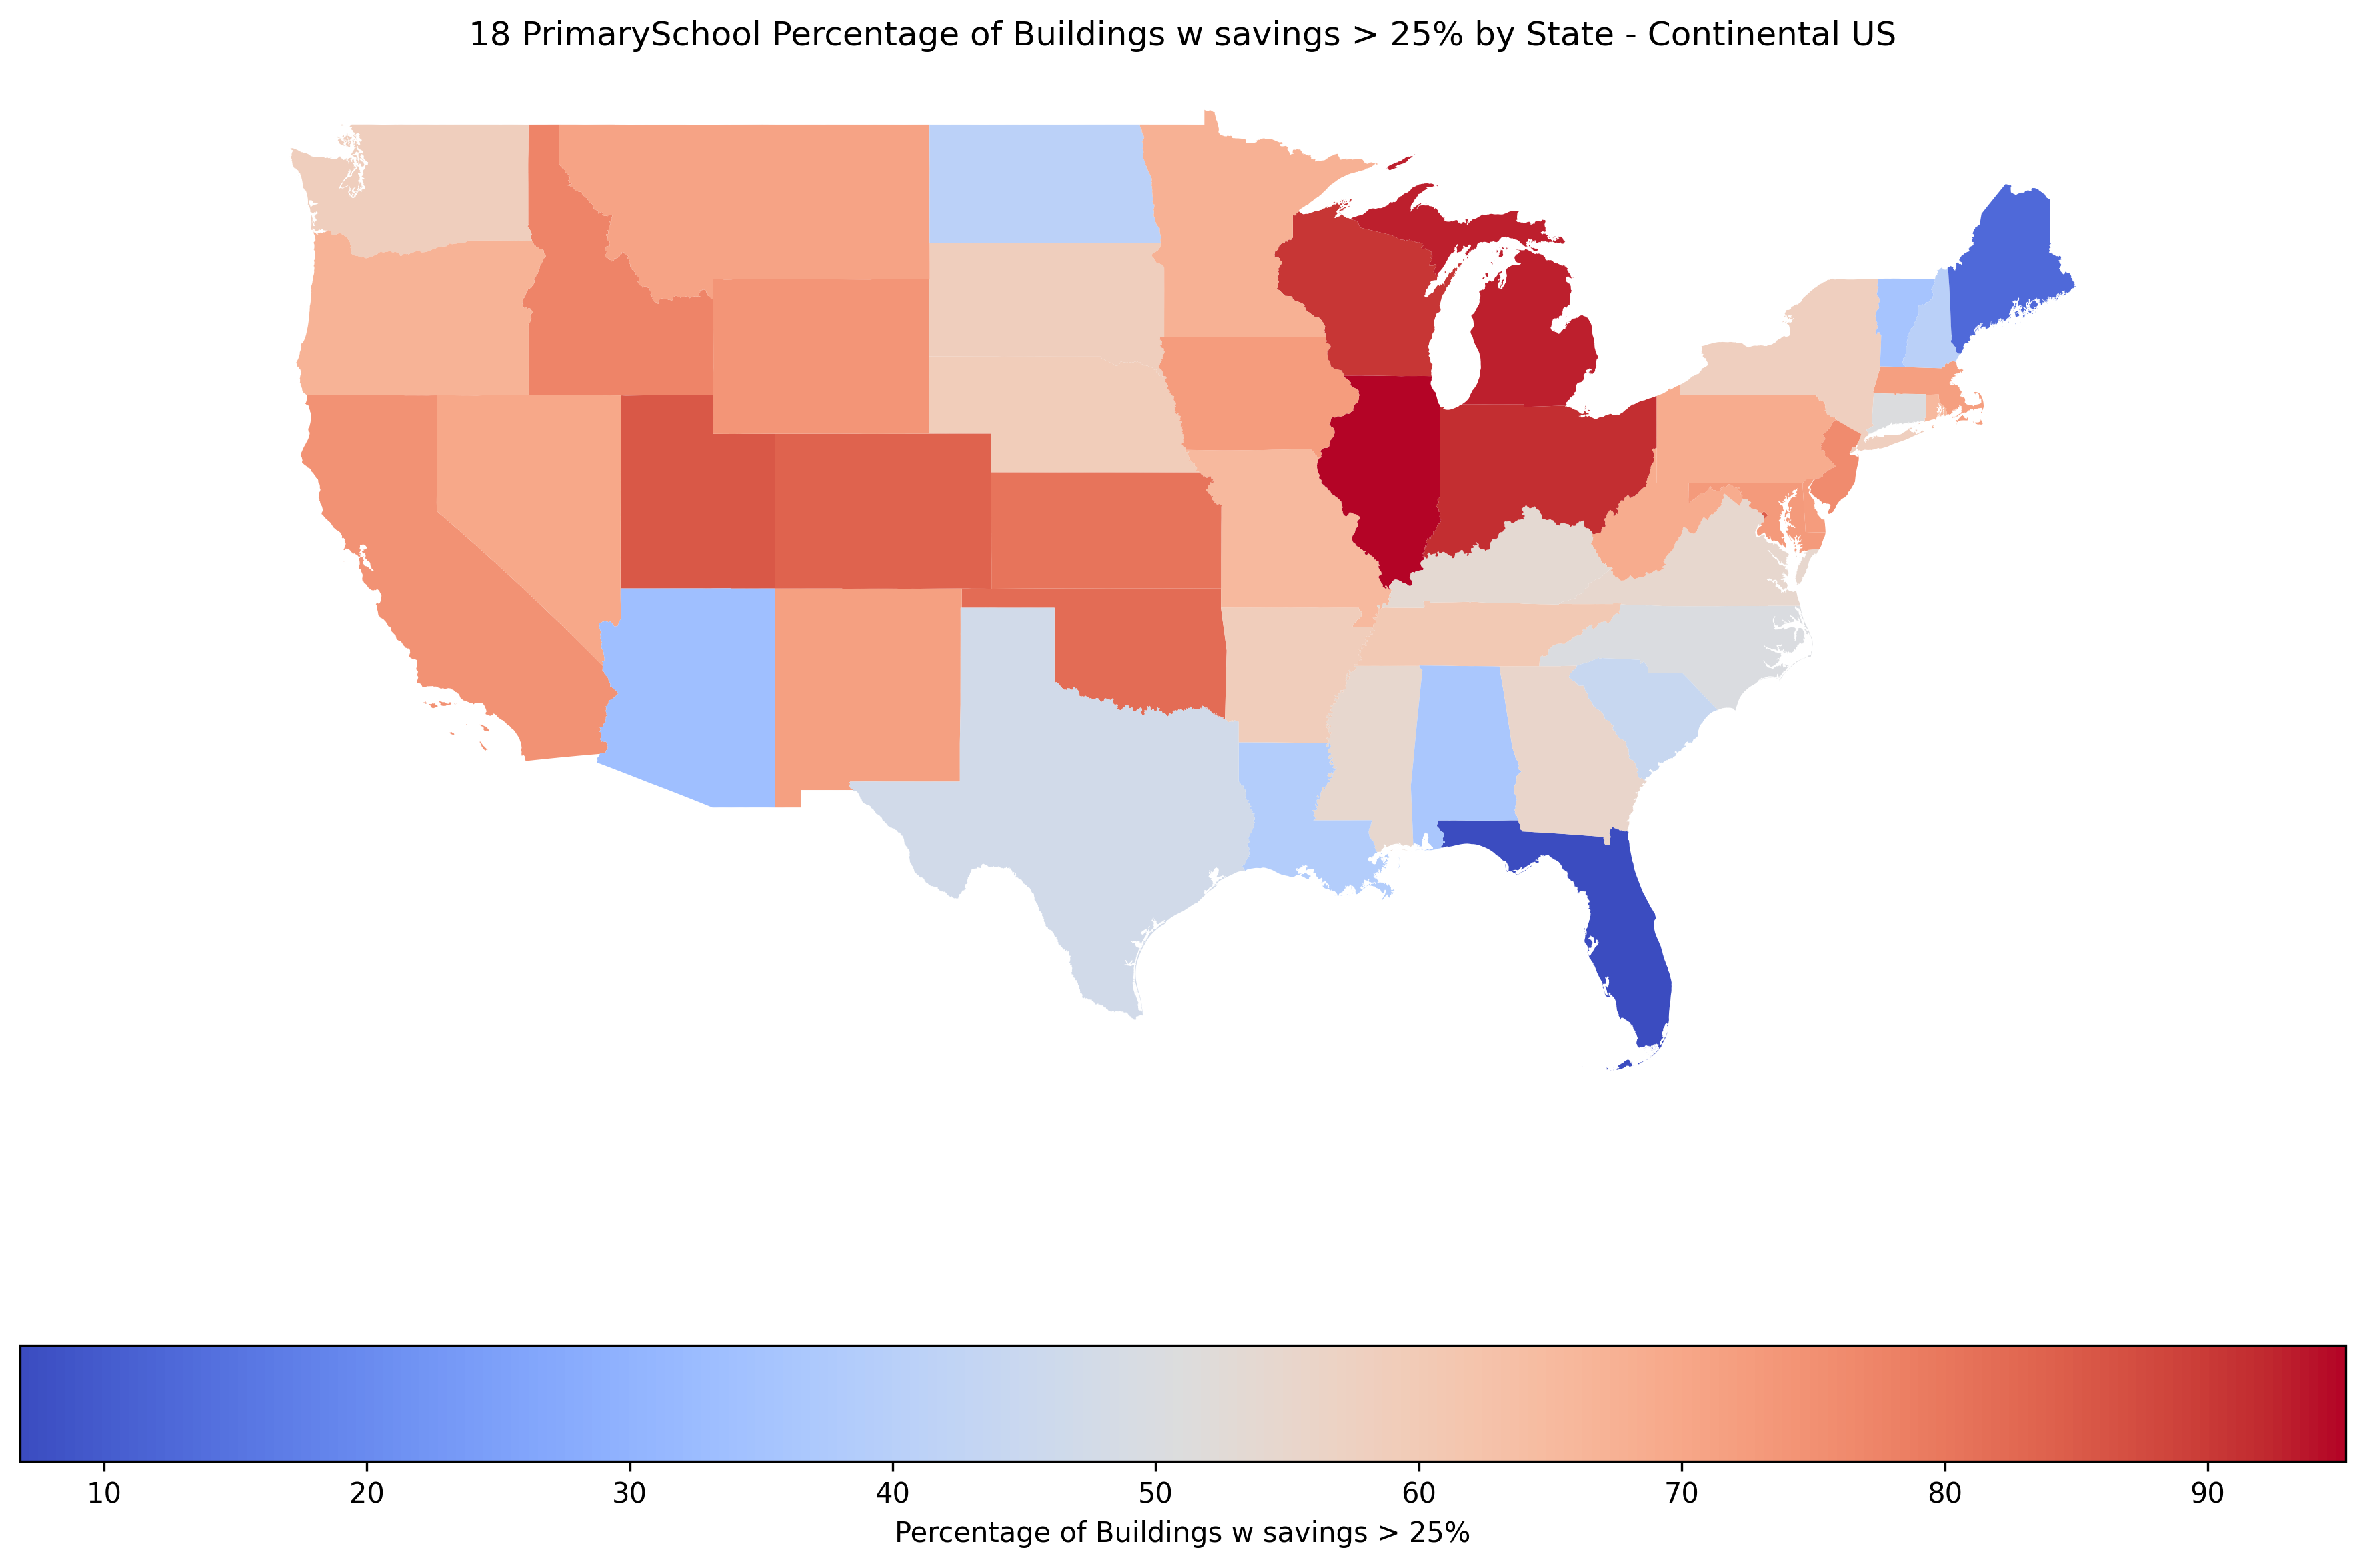 18 PrimarySchool Percentage of Buildings w savings > 25% by State - Continental US
10 20 30 40 50 60 70 80 90
Percentage of Buildings w savings > 25%